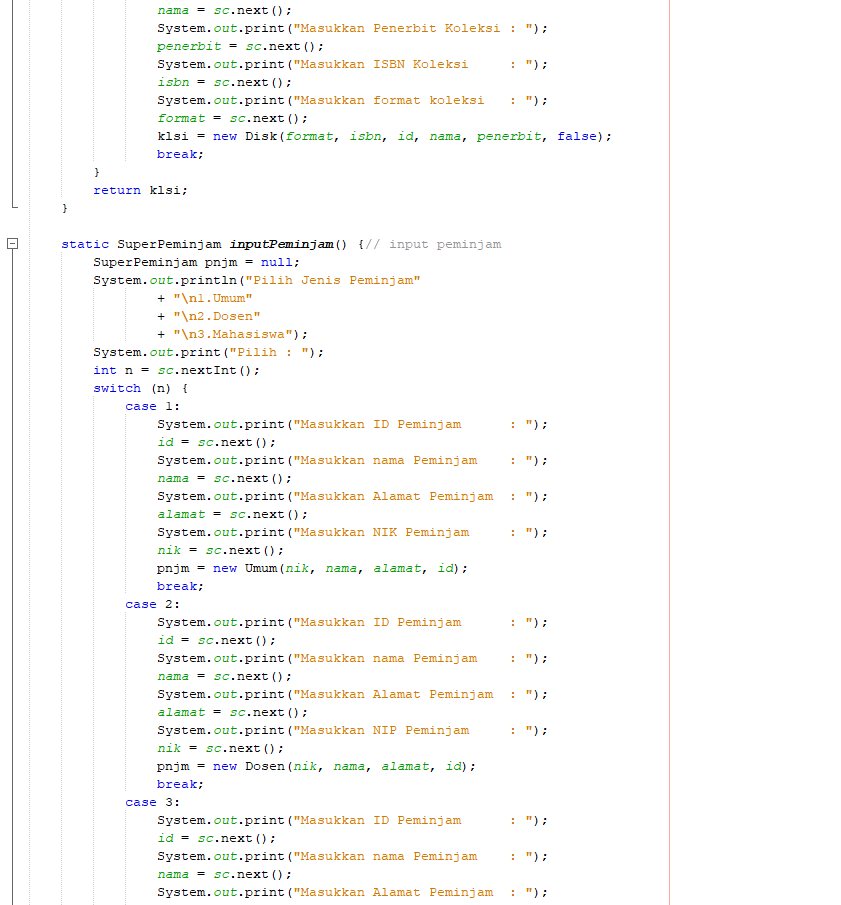 nama = sc.next();
System.out.print("Masukkan Penerbit Koleksi : ");
penerbit = sc.next();
System.out.print("Masukkan ISBN Koleksi     : ");
isbn = sc.next();
System.out.print("Masukkan format koleksi   : ");
format = sc.next();
klsi = new Disk(format, isbn, id, nama, penerbit, false);
break;
}
return klsi;
}
static SuperPeminjam inputPeminjam() {// input peminjam
SuperPeminjam pnjm = null;
System.out.println("Pilih Jenis Peminjam"
+ "\n1.Umum"
+ "\n2.Dosen"
+ "\n3.Mahasiswa");
System.out.print("Pilih : ");
int n = sc.nextInt();
switch (n) {
case 1:
System.out.print("Masukkan ID Peminjam      : ");
id = sc.next();
System.out.print("Masukkan nama Peminjam    : ");
nama = sc.next();
System.out.print("Masukkan Alamat Peminjam  : ");
alamat = sc.next();
System.out.print("Masukkan NIK Peminjam     : ");
nik = sc.next();
pnjm = new Umum(nik, nama, alamat, id);
break;
case 2:
System.out.print("Masukkan ID Peminjam      : ");
id = sc.next();
System.out.print("Masukkan nama Peminjam    : ");
nama = sc.next();
System.out.print("Masukkan Alamat Peminjam  : ");
alamat = sc.next();
System.out.print("Masukkan NIP Peminjam     : ");
nik = sc.next();
pnjm = new Dosen(nik, nama, alamat, id);
break;
case 3:
System.out.print("Masukkan ID Peminjam      : ");
id = sc.next();
System.out.print("Masukkan nama Peminjam    : ");
nama = sc.next();
System.out.print("Masukkan Alamat Peminjam  : ");